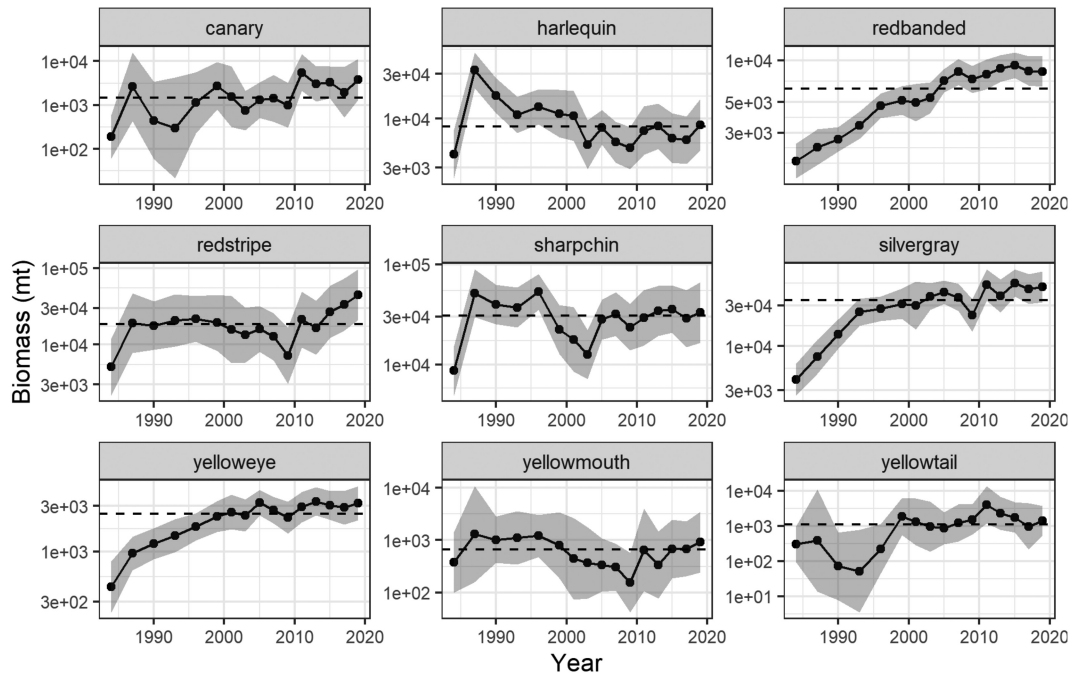 canary harlequin redbanded
1e+04 3e+04 1e+04
1e+03 1e+04 5e+03
1e+02 3e+03 3e+03
1990 2000 2010 2020 1990 2000 2010 2020 1990 2000 2010 2020
redstripe sharpchin silvergray
1e+05 1e+05
3e+04 3e+04 3e+04
1e+04 1e+04 1e+04
3e+03 3e+03
1990 2000 2010 2020 1990 2000 2010 2020 1990 2000 2010 2020
Biomass (mt)
yelloweye yellowmouth yellowtail
3e+03 1e+04 1e+04
1e+03 1e+03 1e+03
3e+02 1e+02 1e+02
1e+01
1990 2000 2010 2020 1990 2000 2010 2020 1990 2000 2010 2020
Year